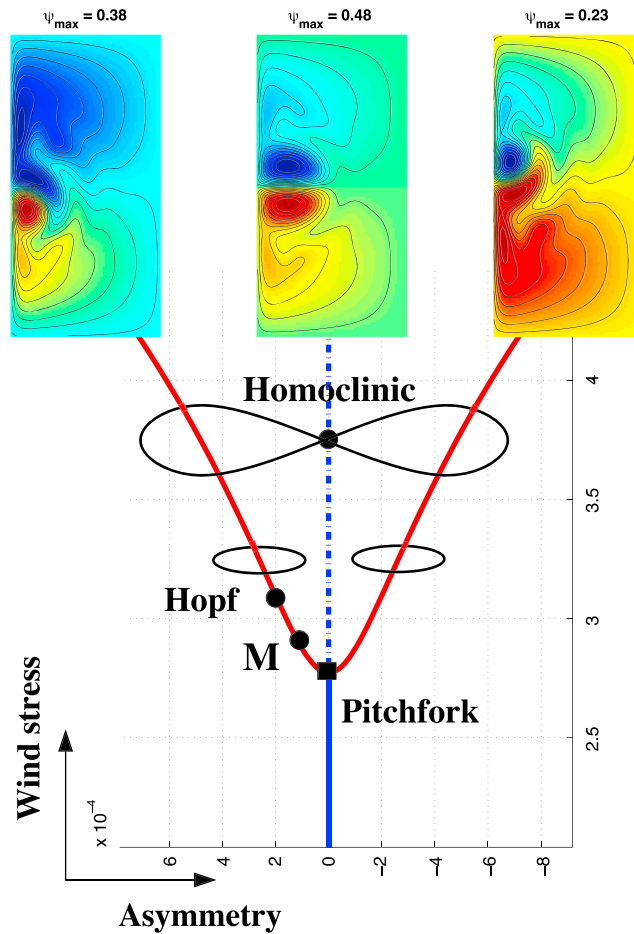 ψmax = 0.38
ψmax = 0.48
ψmax = 0.23
Homoclinic
4
3.5
Hopf
3
M
Pitchfork
2.5
Wind stress
x 10⁻⁴
6 4 2 0 −2 −4 −6 −8
Asymmetry